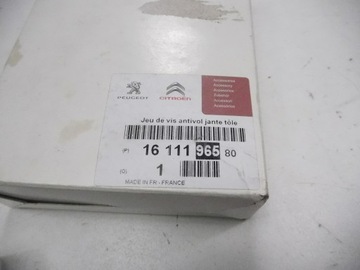 PEUGEOT
CITROËN
Jeu de vis antivol jante tôle
(P) 16 111 965 80
(Q) 1
MADE IN FR - FRANCE